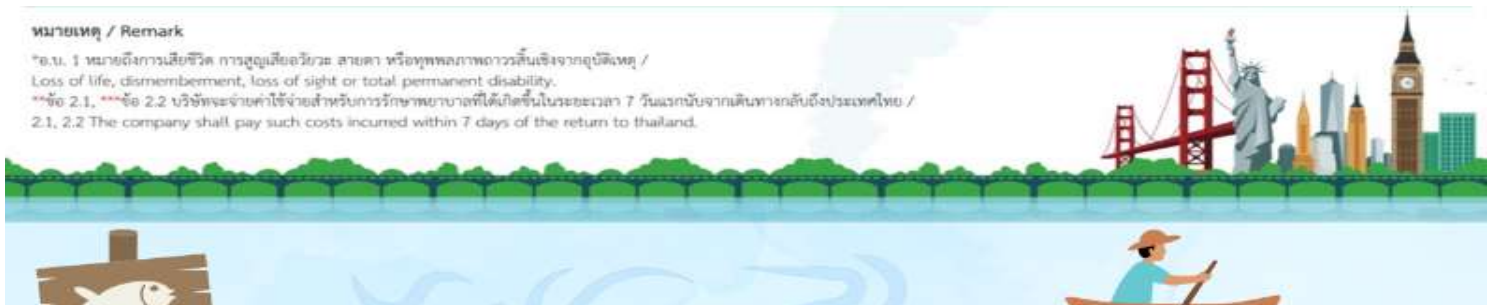 หมายเหตุ / Remark
*อ.บ. 1 หมายถึงการเสียชีวิต การสูญเสียอวัยวะ สายตา หรือทุพพลภาพถาวรสิ้นเชิงจากอุบัติเหตุ /
Loss of life, dismemberment, loss of sight or total permanent disability.
**ข้อ 2.1, ***ข้อ 2.2 บริษัทจะจ่ายค่าใช้จ่ายสำหรับการรักษาพยาบาลที่ได้เกิดขึ้นในระยะเวลา 7 วันแรกนับจากเดินทางกลับถึงประเทศไทย /
2.1, 2.2 The company shall pay such costs incurred within 7 days of the return to thailand.